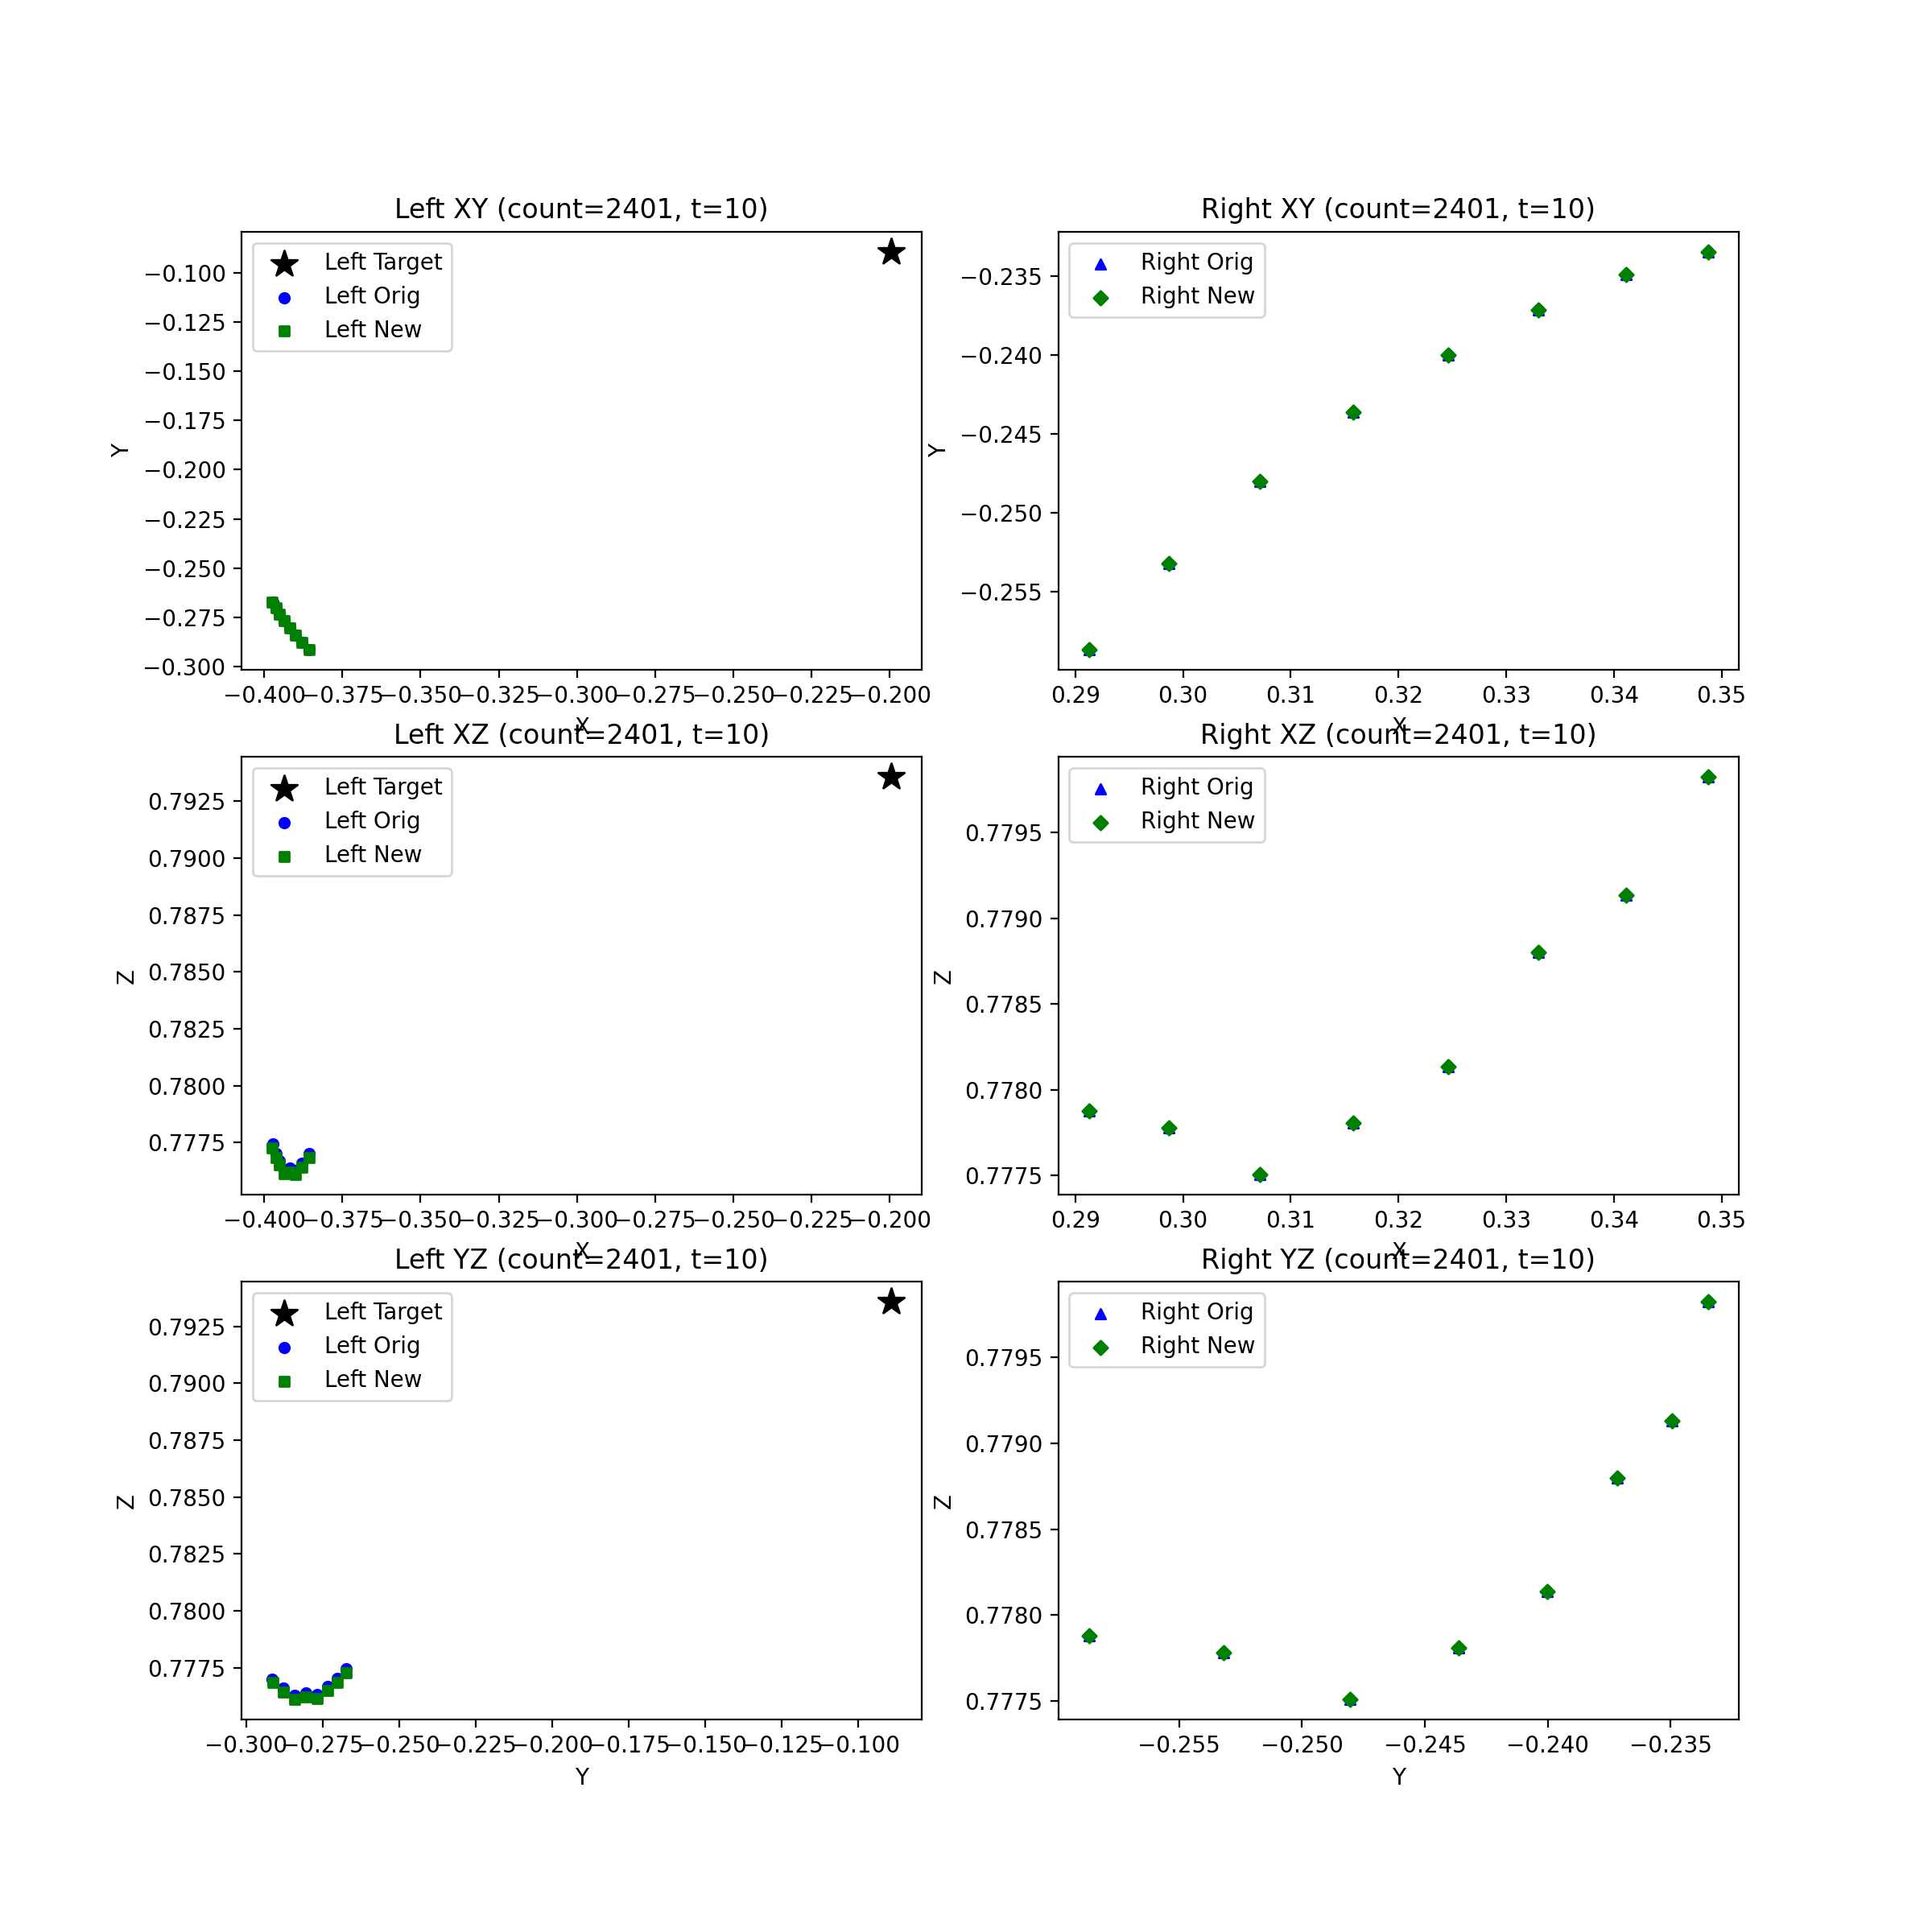 Left XY (count=2401, t=10)
Left Target
Left Orig
Left New
Y
−0.100
−0.125
−0.150
−0.175
−0.200
−0.225
−0.250
−0.275
−0.300
−0.400 −0.375 −0.350 −0.325 −0.300 −0.275 −0.250 −0.225 −0.200
X
Right XY (count=2401, t=10)
Right Orig
Right New
Y
−0.235
−0.240
−0.245
−0.250
−0.255
0.29 0.30 0.31 0.32 0.33 0.34 0.35
X
Left XZ (count=2401, t=10)
Left Target
Left Orig
Left New
Z
0.7925
0.7900
0.7875
0.7850
0.7825
0.7800
0.7775
−0.400 −0.375 −0.350 −0.325 −0.300 −0.275 −0.250 −0.225 −0.200
X
Right XZ (count=2401, t=10)
Right Orig
Right New
Z
0.7795
0.7790
0.7785
0.7780
0.7775
0.29 0.30 0.31 0.32 0.33 0.34 0.35
X
Left YZ (count=2401, t=10)
Left Target
Left Orig
Left New
Z
0.7925
0.7900
0.7875
0.7850
0.7825
0.7800
0.7775
−0.300 −0.275 −0.250 −0.225 −0.200 −0.175 −0.150 −0.125 −0.100
Y
Right YZ (count=2401, t=10)
Right Orig
Right New
Z
0.7795
0.7790
0.7785
0.7780
0.7775
−0.255 −0.250 −0.245 −0.240 −0.235
Y